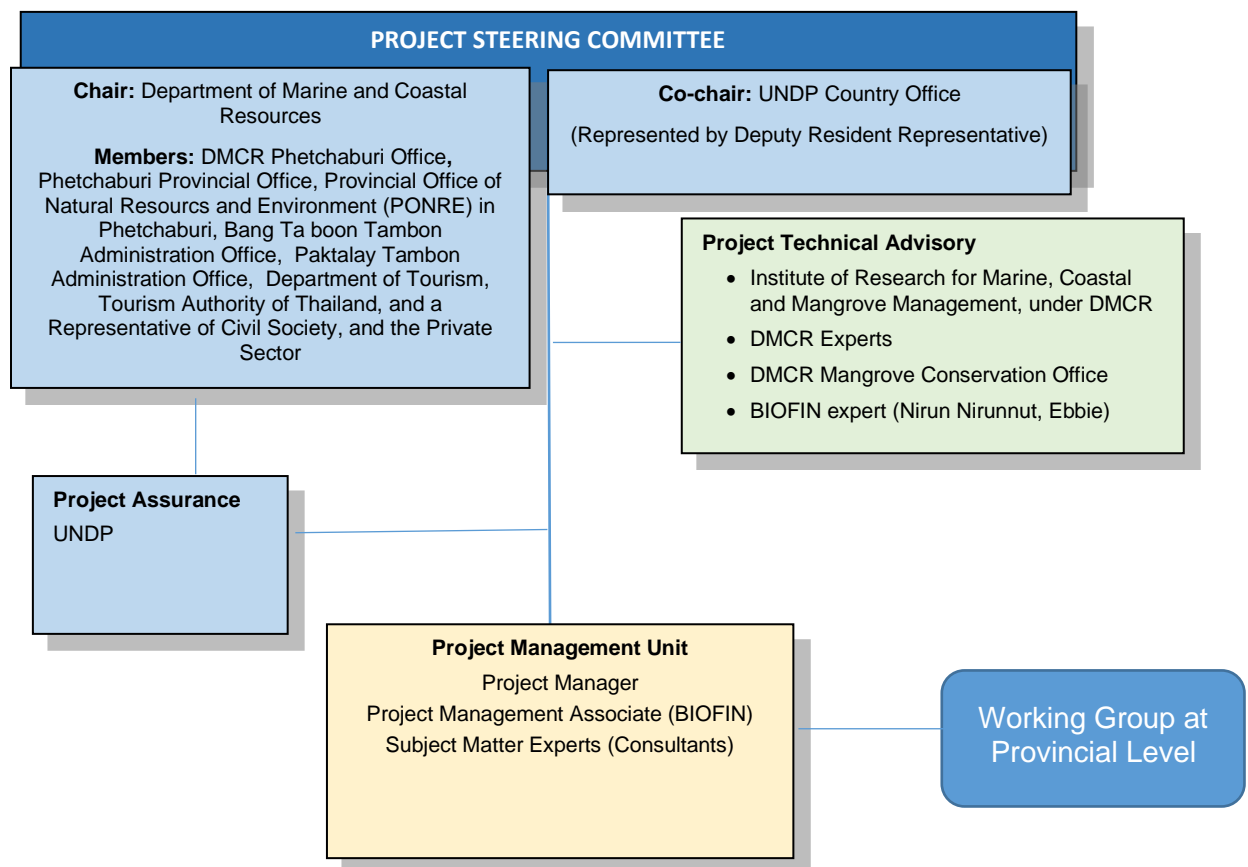 PROJECT STEERING COMMITTEE
Chair: Department of Marine and Coastal
Resources
Members: DMCR Phetchaburi Office,
Phetchaburi Provincial Office, Provincial Office of
Natural Resourcs and Environment (PONRE) in
Phetchaburi, Bang Ta boon Tambon
Administration Office, Paktalay Tambon
Administration Office, Department of Tourism,
Tourism Authority of Thailand, and a
Representative of Civil Society, and the Private
Sector
Co-chair: UNDP Country Office
(Represented by Deputy Resident Representative)
Project Technical Advisory
• Institute of Research for Marine, Coastal
and Mangrove Management, under DMCR
• DMCR Experts
• DMCR Mangrove Conservation Office
• BIOFIN expert (Nirun Nirunnut, Ebbie)
Project Assurance
UNDP
Project Management Unit
Project Manager
Project Management Associate (BIOFIN)
Subject Matter Experts (Consultants)
Working Group at
Provincial Level